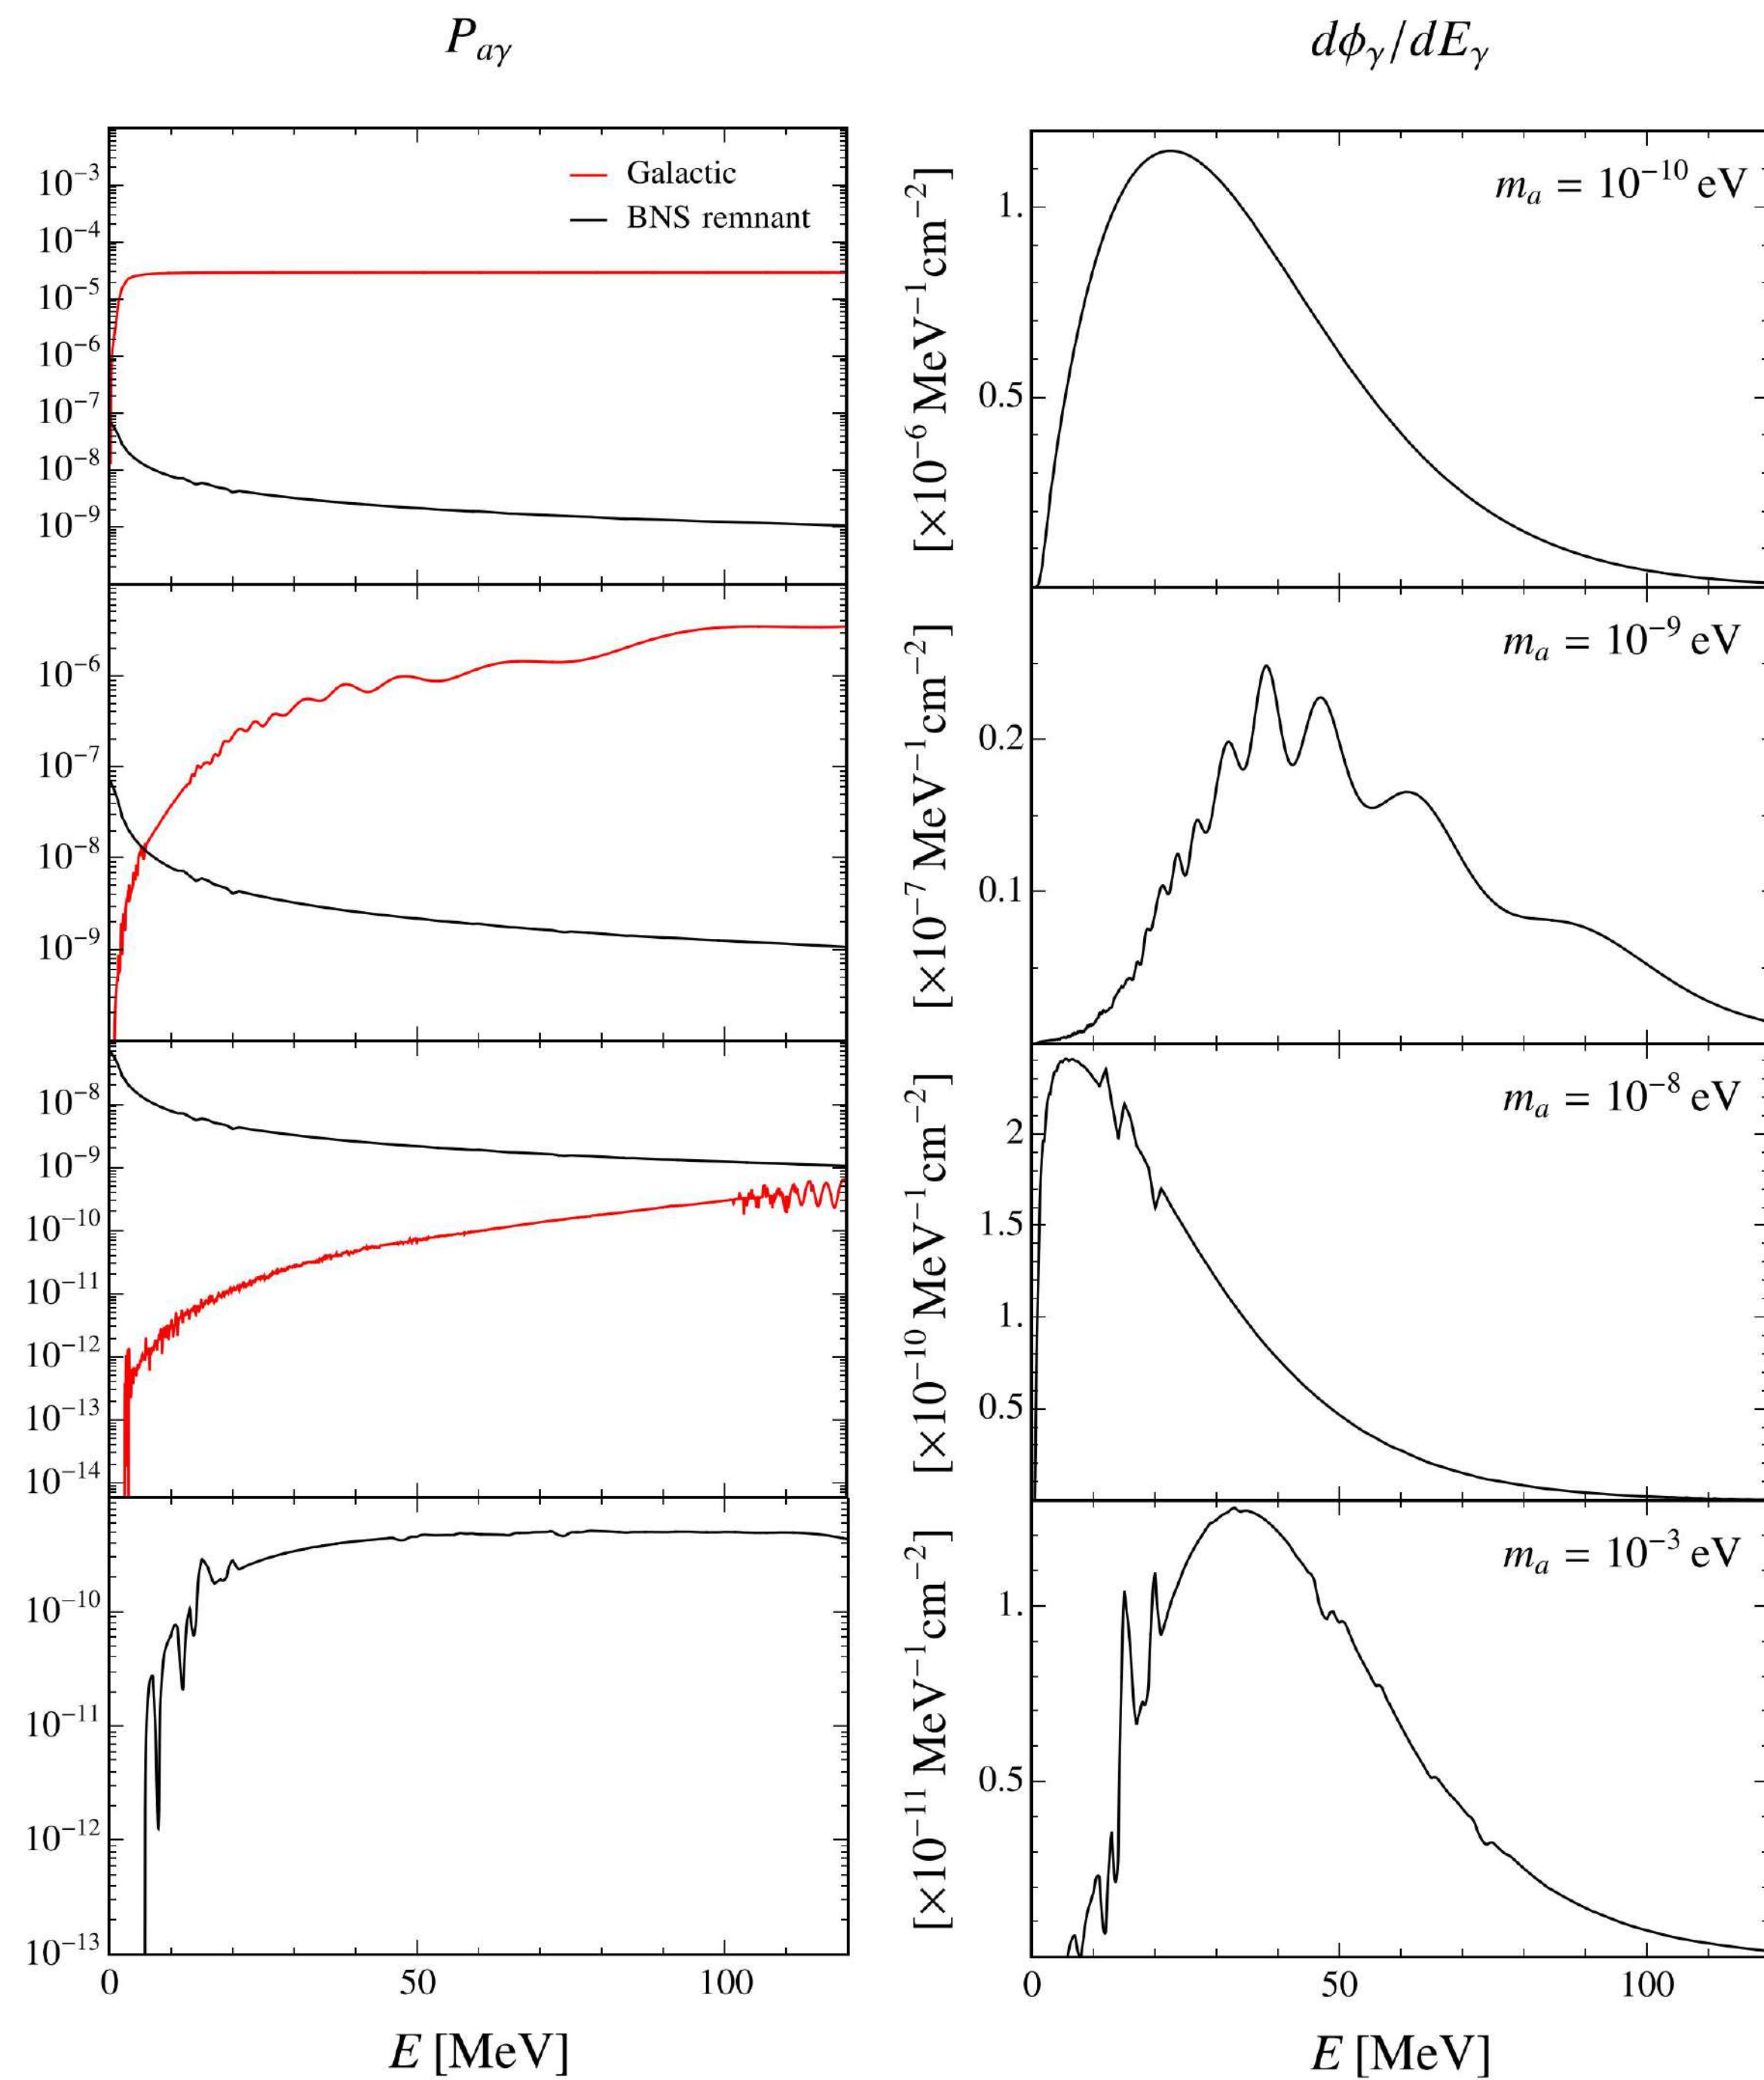 P_{aγ}
dϕ_γ/dE_γ
Galactic
BNS remnant
10^{-3}
10^{-4}
10^{-5}
10^{-6}
10^{-7}
10^{-8}
10^{-9}
[×10^{-6} MeV^{-1}cm^{-2}]
1.
0.5
m_a = 10^{-10} eV
10^{-6}
10^{-7}
10^{-8}
10^{-9}
[×10^{-7} MeV^{-1}cm^{-2}]
0.2
0.1
m_a = 10^{-9} eV
10^{-8}
10^{-9}
10^{-10}
10^{-11}
10^{-12}
10^{-13}
10^{-14}
[×10^{-10} MeV^{-1}cm^{-2}]
2
1.5
1.
0.5
m_a = 10^{-8} eV
10^{-10}
10^{-11}
10^{-12}
10^{-13}
[×10^{-11} MeV^{-1}cm^{-2}]
1.
0.5
m_a = 10^{-3} eV
0 50 100
0 50 100
E [MeV]
E [MeV]